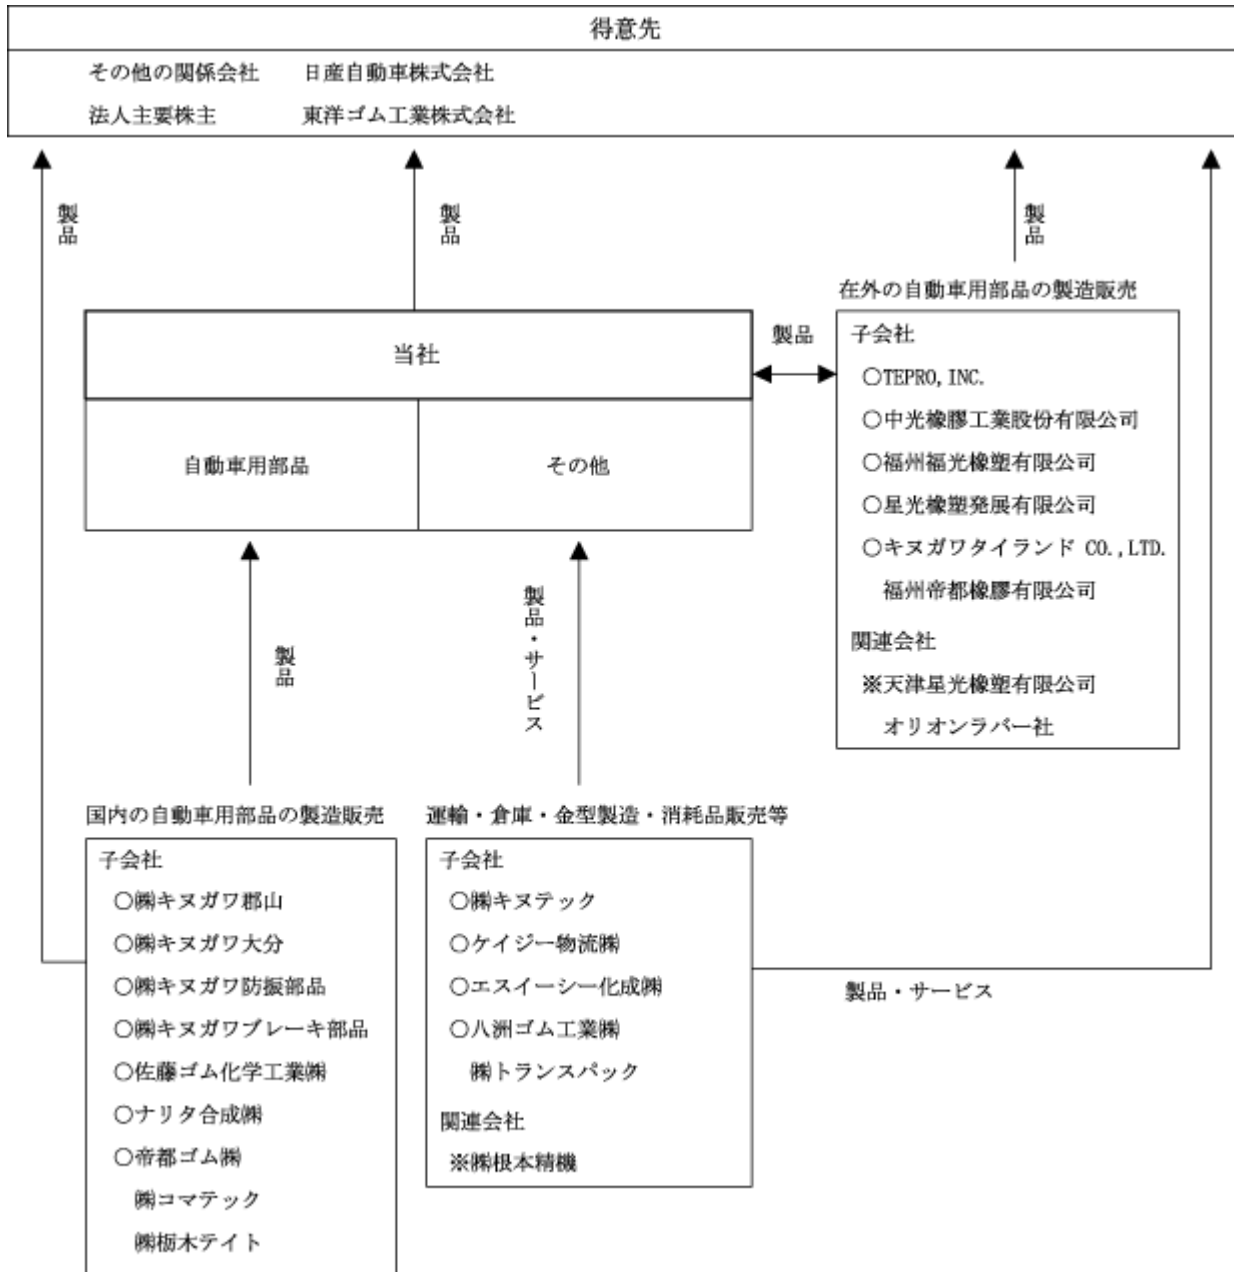 得意先
その他の関係会社 日産自動車株式会社
法人主要株主 東洋ゴム工業株式会社
製品
製品
製品
在外の自動車用部品の製造販売
当社
製品
自動車用部品
その他
子会社
○TEPRO,INC.
○中光橡膠工業股份有限公司
○福州福光橡塑有限公司
○星光橡塑発展有限公司
○キヌガワタイランド CO.,LTD.
福州帝都橡膠有限公司
関連会社
※天津星光橡塑有限公司
オリオンラバー社
製品
製品・サービス
国内の自動車用部品の製造販売
子会社
○㈱キヌガワ郡山
○㈱キヌガワ大分
○㈱キヌガワ防振部品
○㈱キヌガワブレーキ部品
○佐藤ゴム化学工業㈱
○ナリタ合成㈱
○帝都ゴム㈱
㈱コマテック
㈱栃木テイト
運輸・倉庫・金型製造・消耗品販売等
子会社
○㈱キヌテック
○ケイジー物流㈱
○エスイーシー化成㈱
○八洲ゴム工業㈱
㈱トランスパック
関連会社
※㈱根本精機
製品・サービス